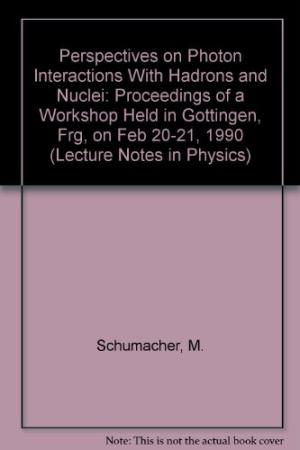 Perspectives on Photon
Interactions With Hadrons and
Nuclei: Proceedings of a
Workshop Held in Gottingen,
Frg, on Feb 20-21, 1990
(Lecture Notes in Physics)
Schumacher, M.
Note: This is not the actual book cover